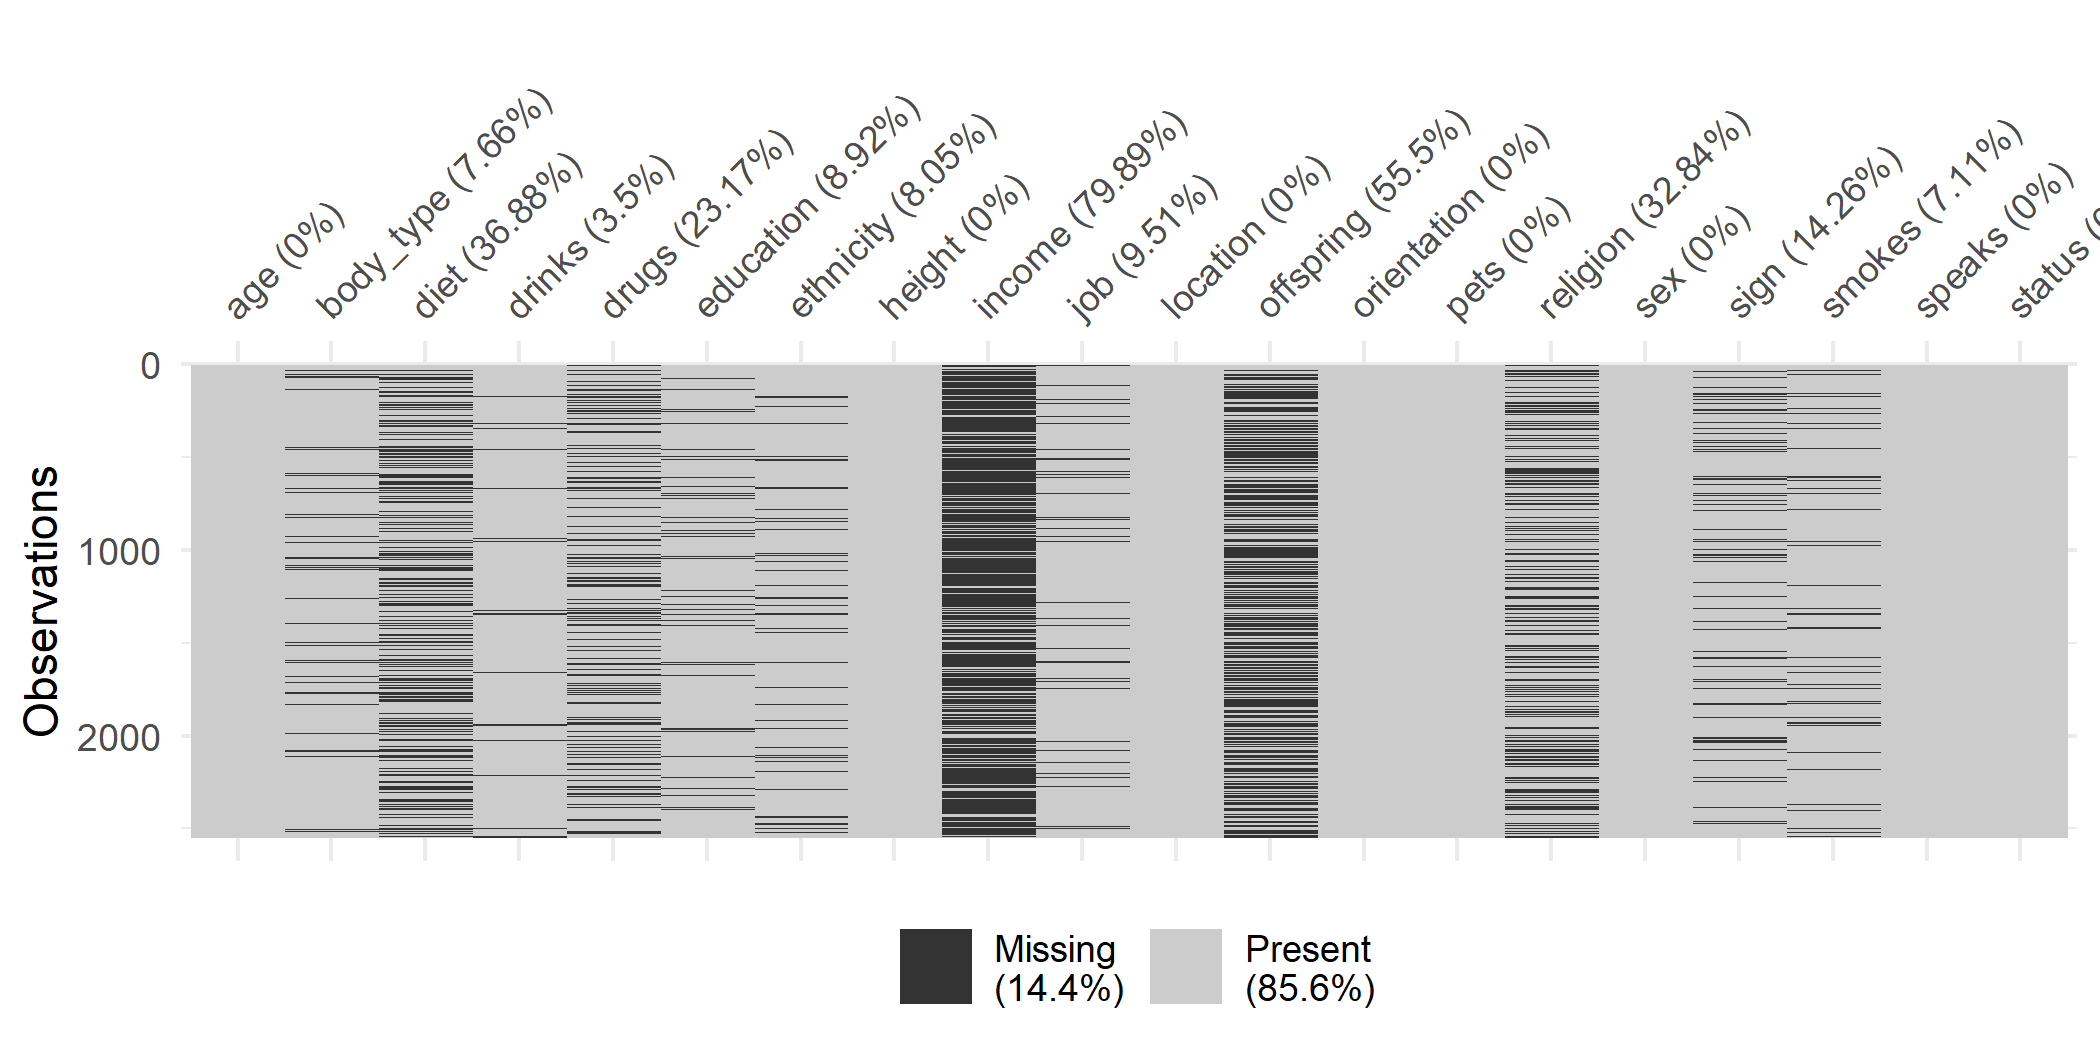 age (0%)
body_type (7.66%)
diet (36.88%)
drinks (3.5%)
drugs (23.17%)
education (8.92%)
ethnicity (8.05%)
height (0%)
income (79.89%)
job (9.51%)
location (0%)
offspring (55.5%)
orientation (0%)
pets (0%)
religion (32.84%)
sex (0%)
sign (14.26%)
smokes (7.11%)
speaks (0%)
status
Observations
0
1000
2000
Missing
(14.4%)
Present
(85.6%)